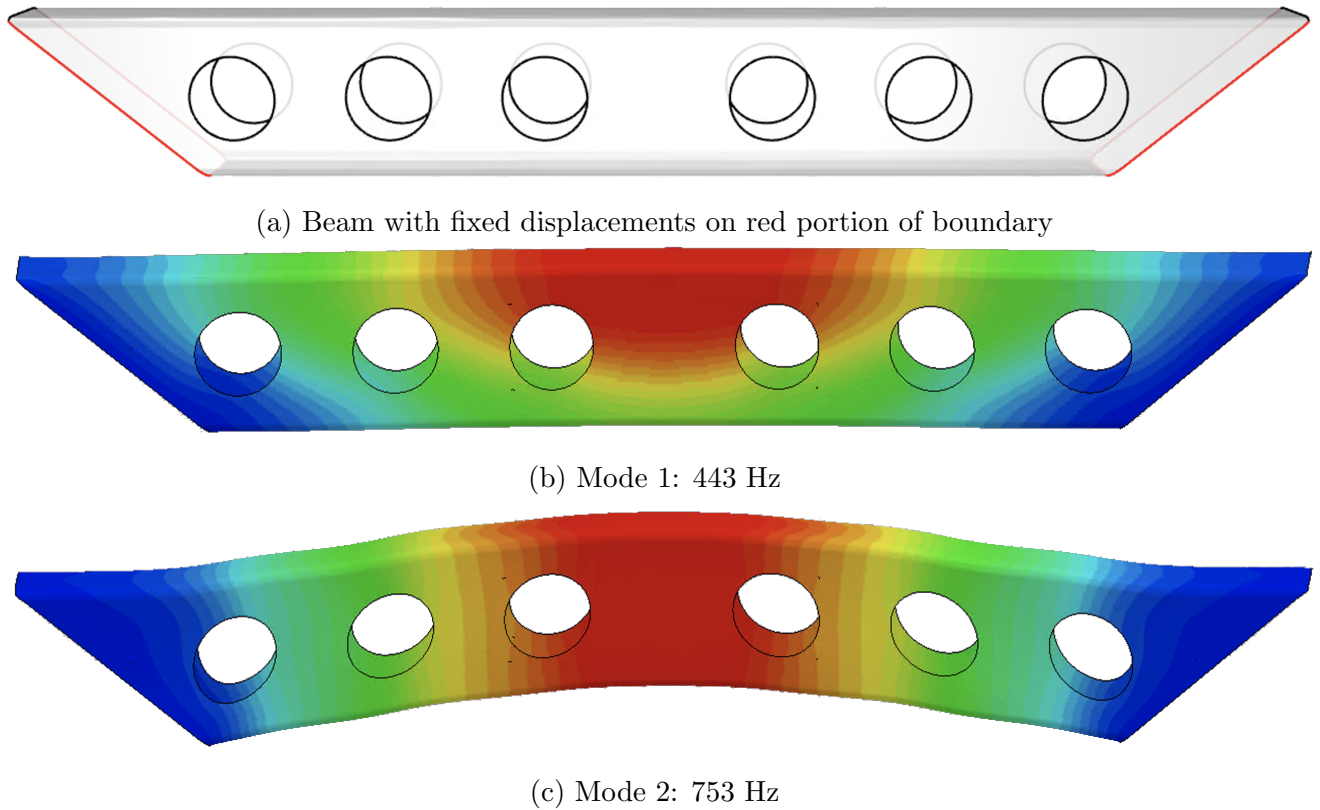 (a) Beam with fixed displacements on red portion of boundary
(b) Mode 1: 443 Hz
(c) Mode 2: 753 Hz